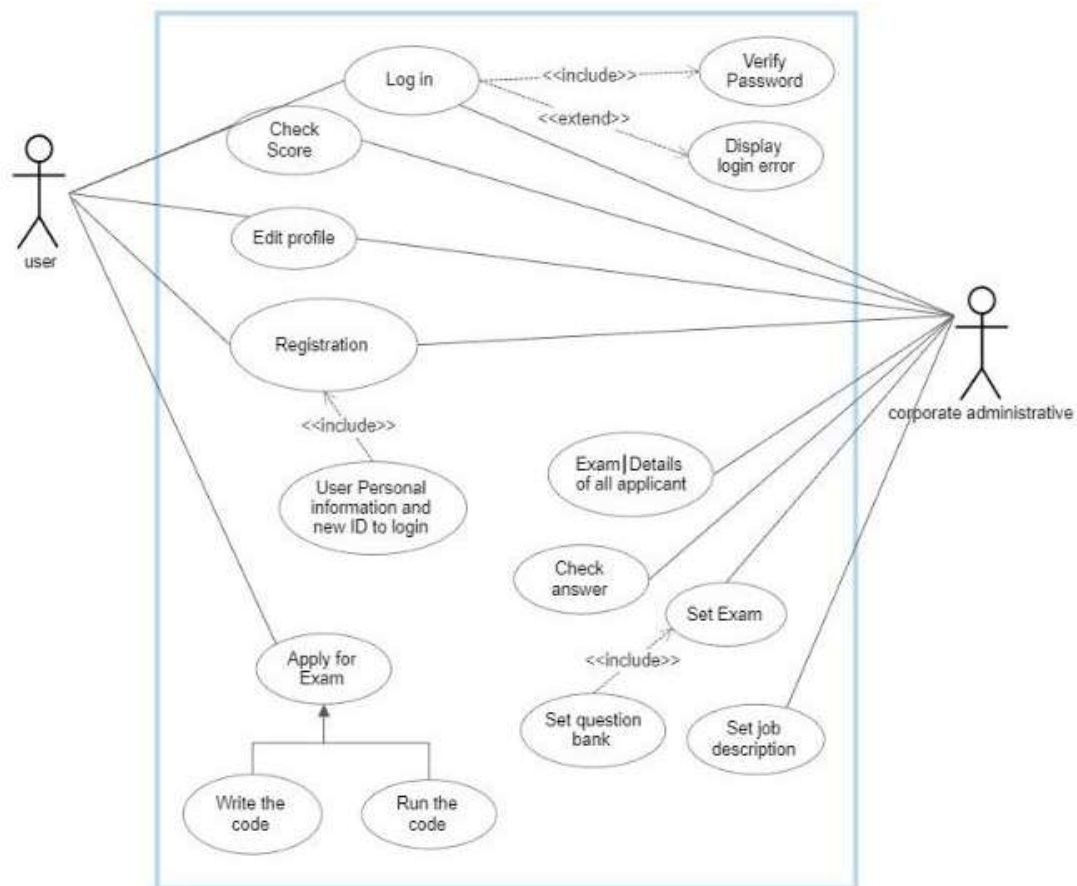 Log in
<<include>>
Verify
Password
<<extend>>
Display
login error
Check
Score
user
Edit profile
Registration
<<include>>
User Personal
information and
new ID to login
corporate administrative
Exam|Details
of all applicant
Check
answer
Set Exam
<<include>>
Set question
bank
Set job
description
Apply for
Exam
Write the
code
Run the
code